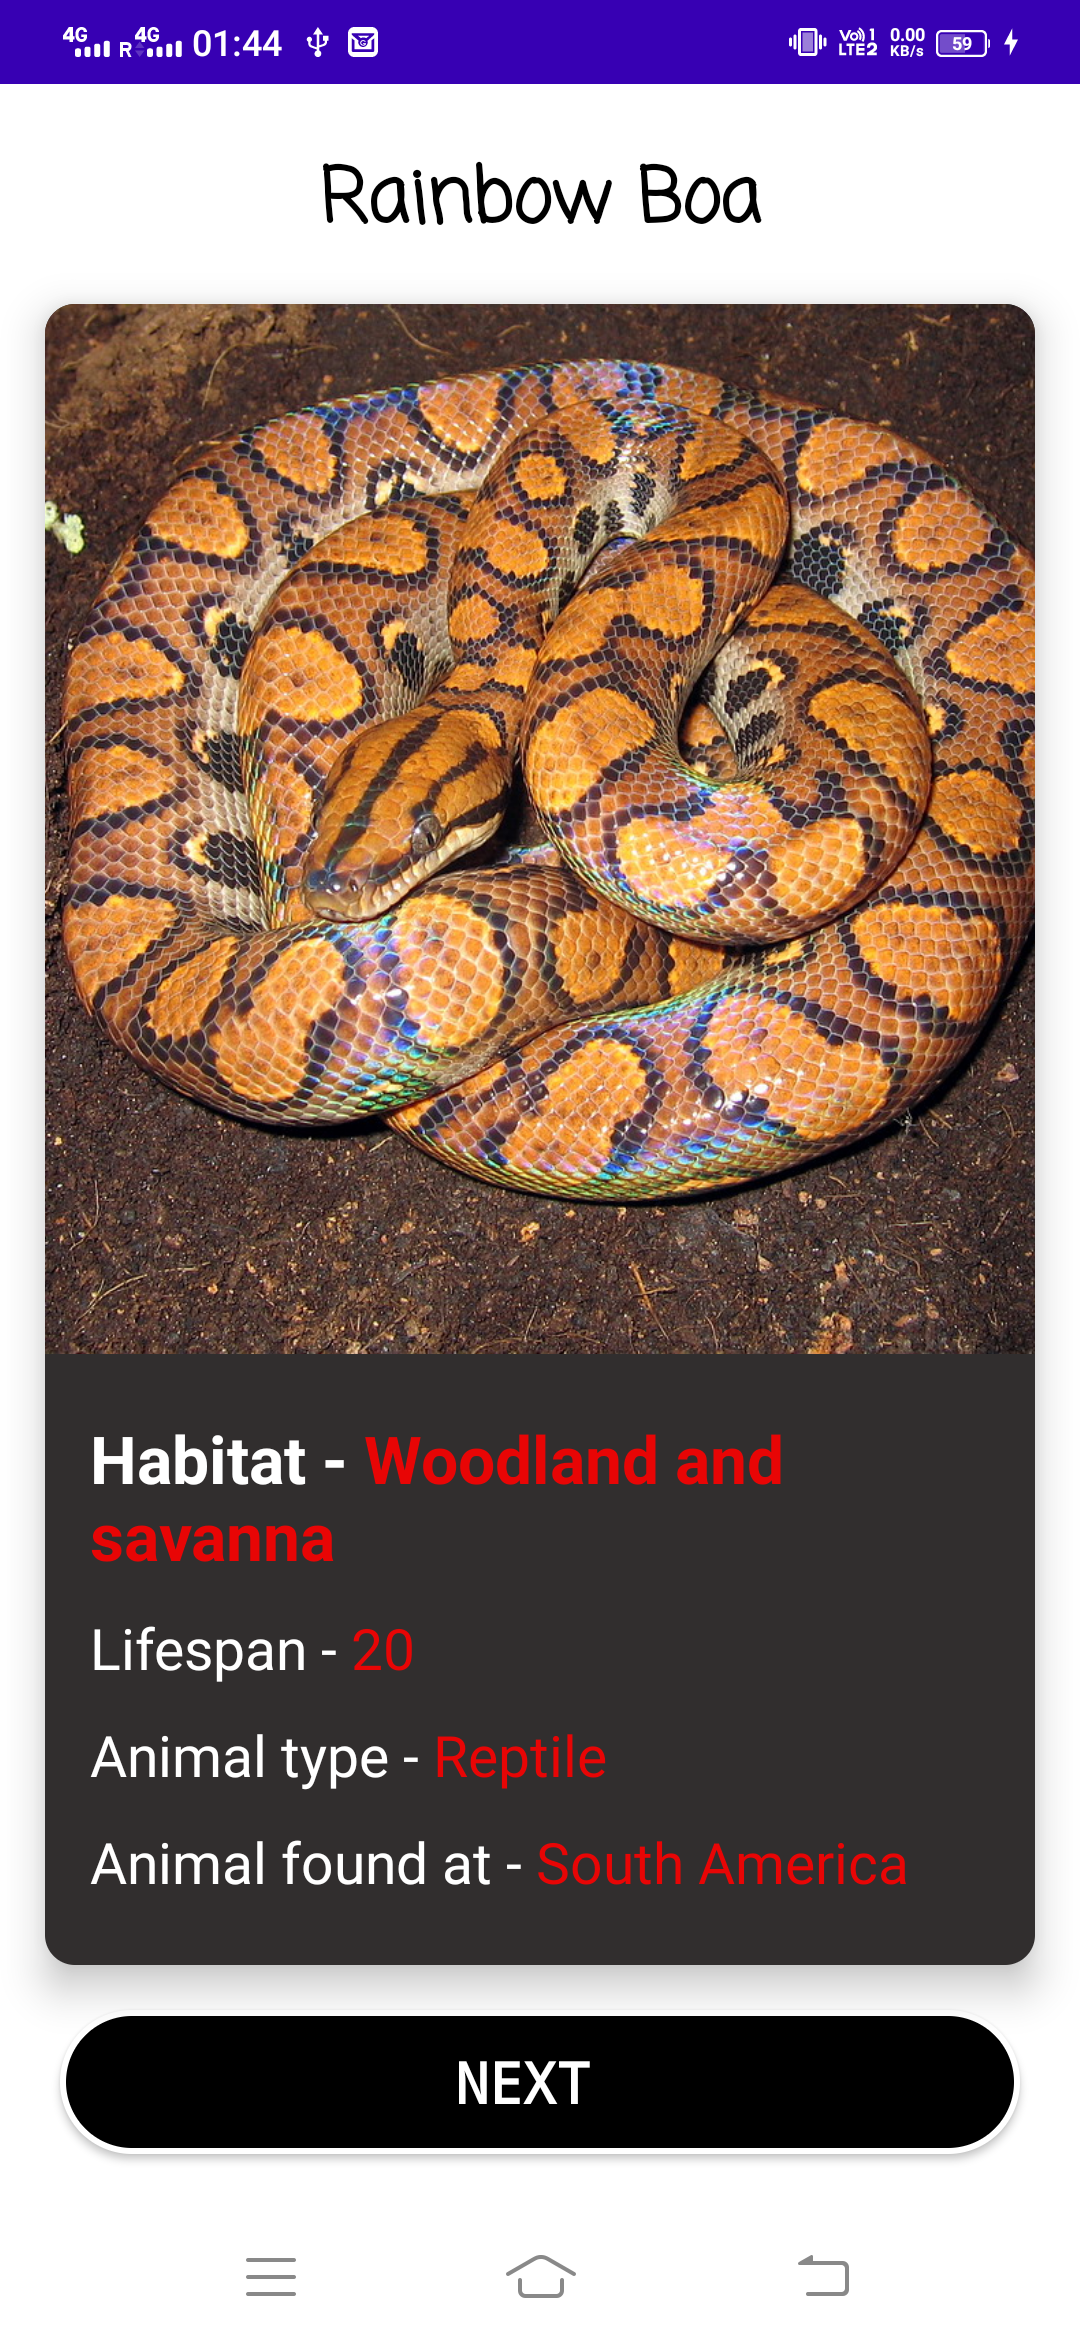 4G R 4G 01:44 Vo) 1 LTE2 0.00 KB/s 59
Rainbow Boa
Habitat - Woodland and
savanna
Lifespan - 20
Animal type - Reptile
Animal found at - South America
NEXT